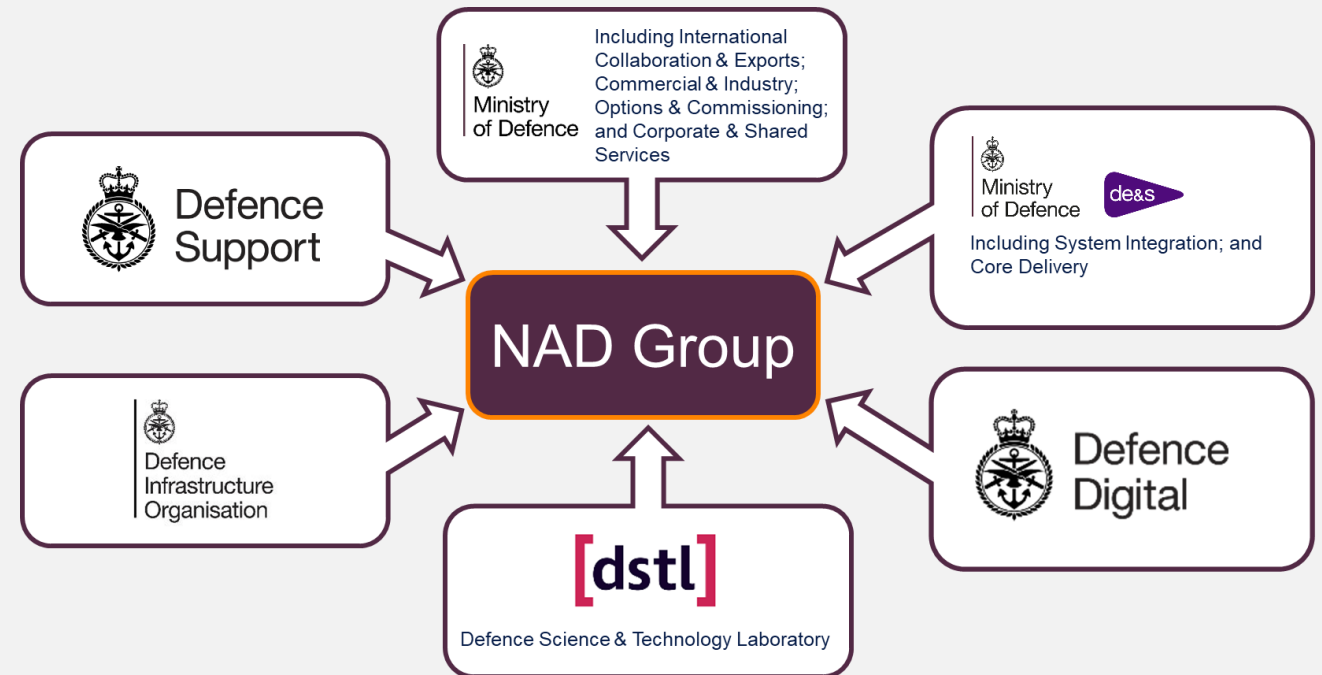 Ministry
of Defence
Including International
Collaboration & Exports;
Commercial & Industry;
Options & Commissioning;
and Corporate & Shared
Services
Defence
Support
Ministry
of Defence
de&s
Including System Integration; and
Core Delivery
NAD Group
Defence
Infrastructure
Organisation
Defence
Digital
[dstl]
Defence Science & Technology Laboratory